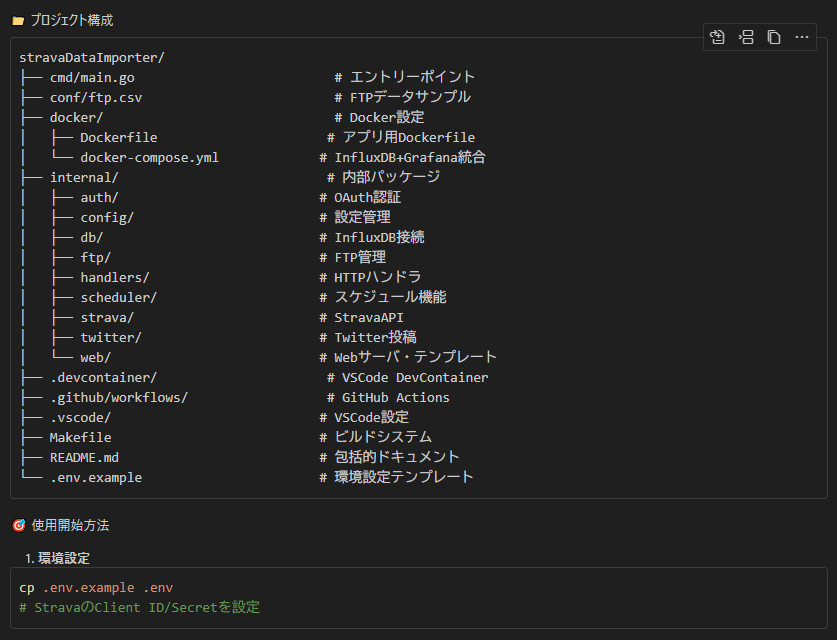 📁 プロジェクト構成
stravaDataImporter/
├── cmd/main.go                          # エントリーポイント
├── conf/ftp.csv                         # FTPデータサンプル
├── docker/                              # Docker設定
│   ├── Dockerfile                      # アプリ用Dockerfile
│   └── docker-compose.yml             # InfluxDB+Grafana統合
├── internal/                           # 内部パッケージ
│   ├── auth/                          # OAuth認証
│   ├── config/                        # 設定管理
│   ├── db/                            # InfluxDB接続
│   ├── ftp/                           # FTP管理
│   ├── handlers/                      # HTTPハンドラ
│   ├── scheduler/                     # スケジュール機能
│   ├── strava/                        # StravaAPI
│   ├── twitter/                       # Twitter投稿
│   └── web/                           # Webサーバ・テンプレート
├── .devcontainer/                      # VSCode DevContainer
├── .github/workflows/                  # GitHub Actions
├── .vscode/                           # VSCode設定
├── Makefile                           # ビルドシステム
├── README.md                          # 包括的ドキュメント
└── .env.example                       # 環境設定テンプレート
🎯 使用開始方法
1. 環境設定
cp .env.example .env
# StravaのClient ID/Secretを設定